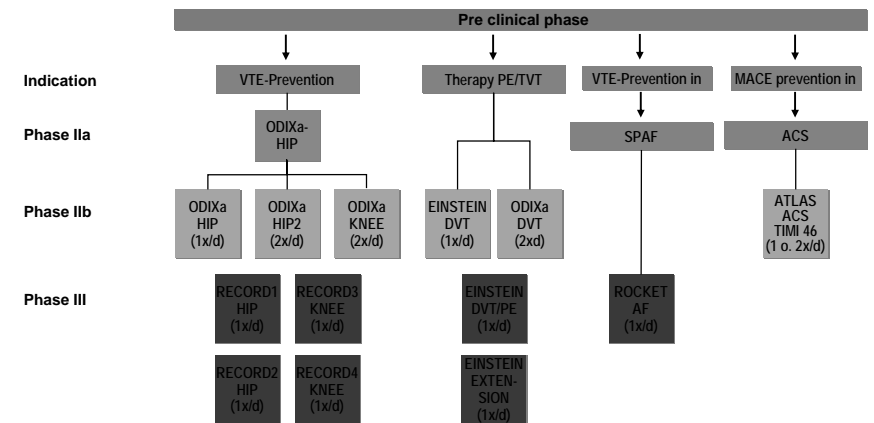 Pre clinical phase
Indication
VTE-Prevention
Therapy PE/TVT
VTE-Prevention in
MACE prevention in
Phase IIa
ODIXa-
HIP
SPAF
ACS
Phase IIb
ODIXa
HIP
(1x/d)
ODIXa
HIP2
(2x/d)
ODIXa
KNEE
(2x/d)
EINSTEIN
DVT
(1x/d)
ODIXa
DVT
(2xd)
ATLAS
ACS
TIMI 46
(1 o. 2x/d)
Phase III
RECORD1
HIP
(1x/d)
RECORD3
KNEE
(1x/d)
EINSTEIN
DVT/PE
(1x/d)
ROCKET
AF
(1x/d)
RECORD2
HIP
(1x/d)
RECORD4
KNEE
(1x/d)
EINSTEIN
EXTEN-
SION
(1x/d)